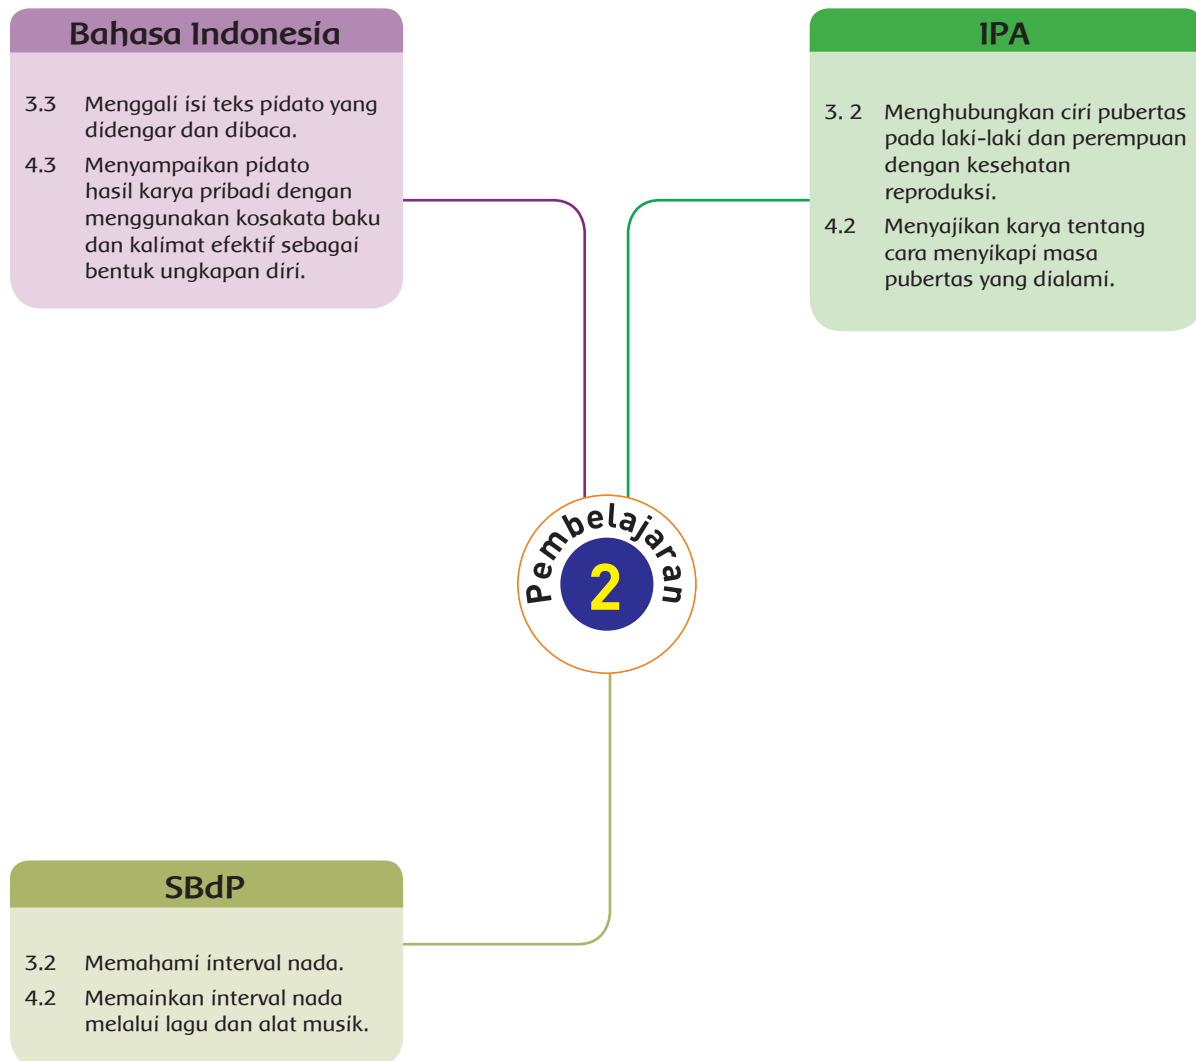 Bahasa Indonesia
3.3 Menggali isi teks pidato yang
didengar dan dibaca.
4.3 Menyampaikan pidato
hasil karya pribadi dengan
menggunakan kosakata baku
dan kalimat efektif sebagai
bentuk ungkapan diri.
IPA
3. 2 Menghubungkan ciri pubertas
pada laki-laki dan perempuan
dengan kesehatan
reproduksi.
4.2 Menyajikan karya tentang
cara menyikapi masa
pubertas yang dialami.
Pembelajaran
2
SBdP
3.2 Memahami interval nada.
4.2 Memainkan interval nada
melalui lagu dan alat musik.